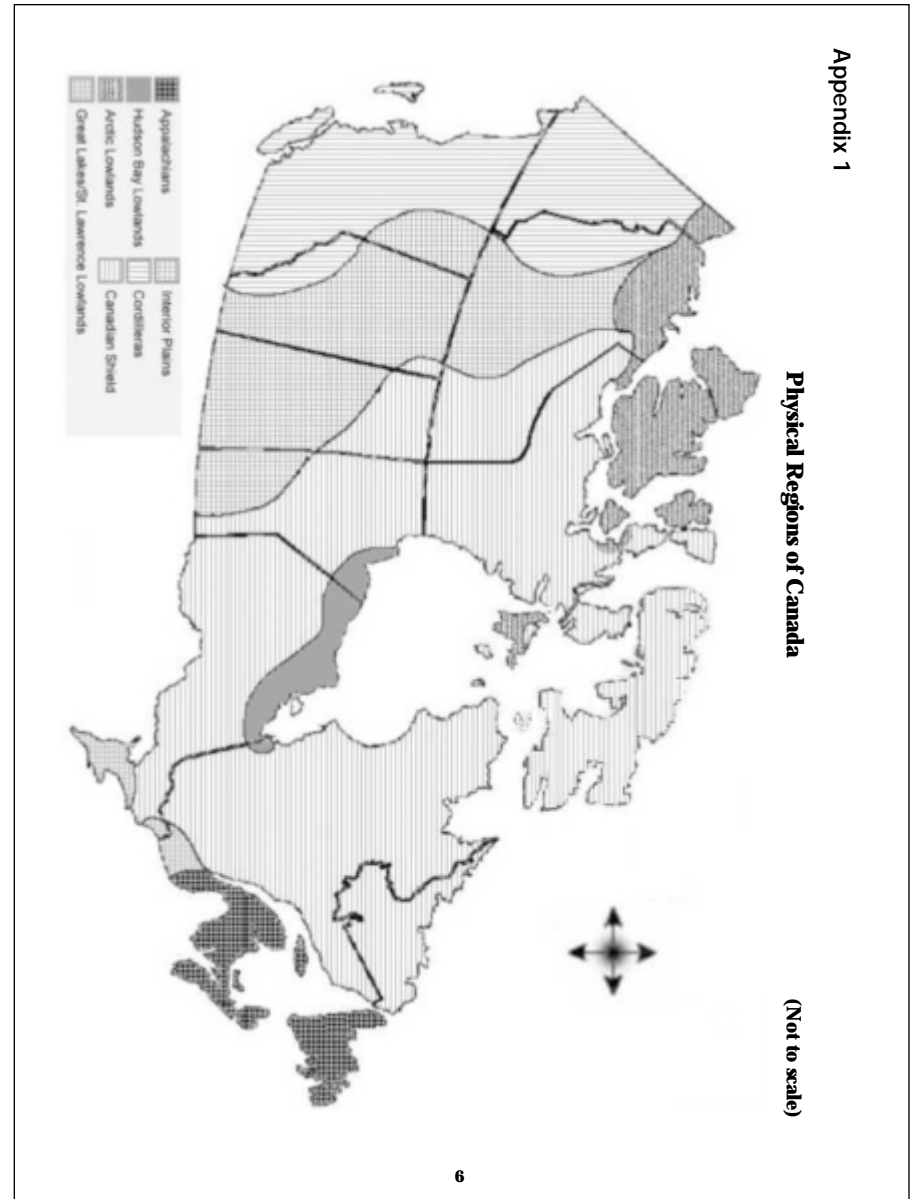 Appendix 1
Physical Regions of Canada
(Not to scale)
Appalachians
Hudson Bay Lowlands
Arctic Lowlands
Great Lakes/St. Lawrence Lowlands
Interior Plains
Cordilleras
Canadian Shield
6